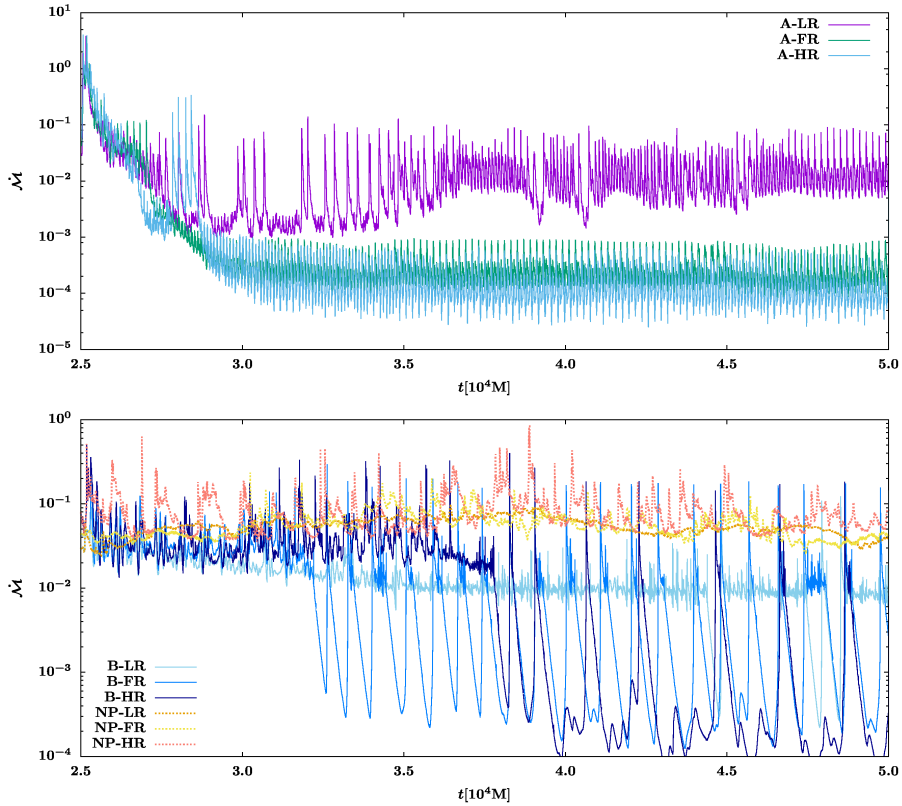 10^1
10^0
10^-1
10^-2
10^-3
10^-4
10^-5
Ṁ
A-LR
A-FR
A-HR
2.5 3.0 3.5 4.0 4.5 5.0
t[10^4M]
10^0
10^-1
10^-2
10^-3
10^-4
Ṁ
B-LR
B-FR
B-HR
NP-LR
NP-FR
NP-HR
2.5 3.0 3.5 4.0 4.5 5.0
t[10^4M]